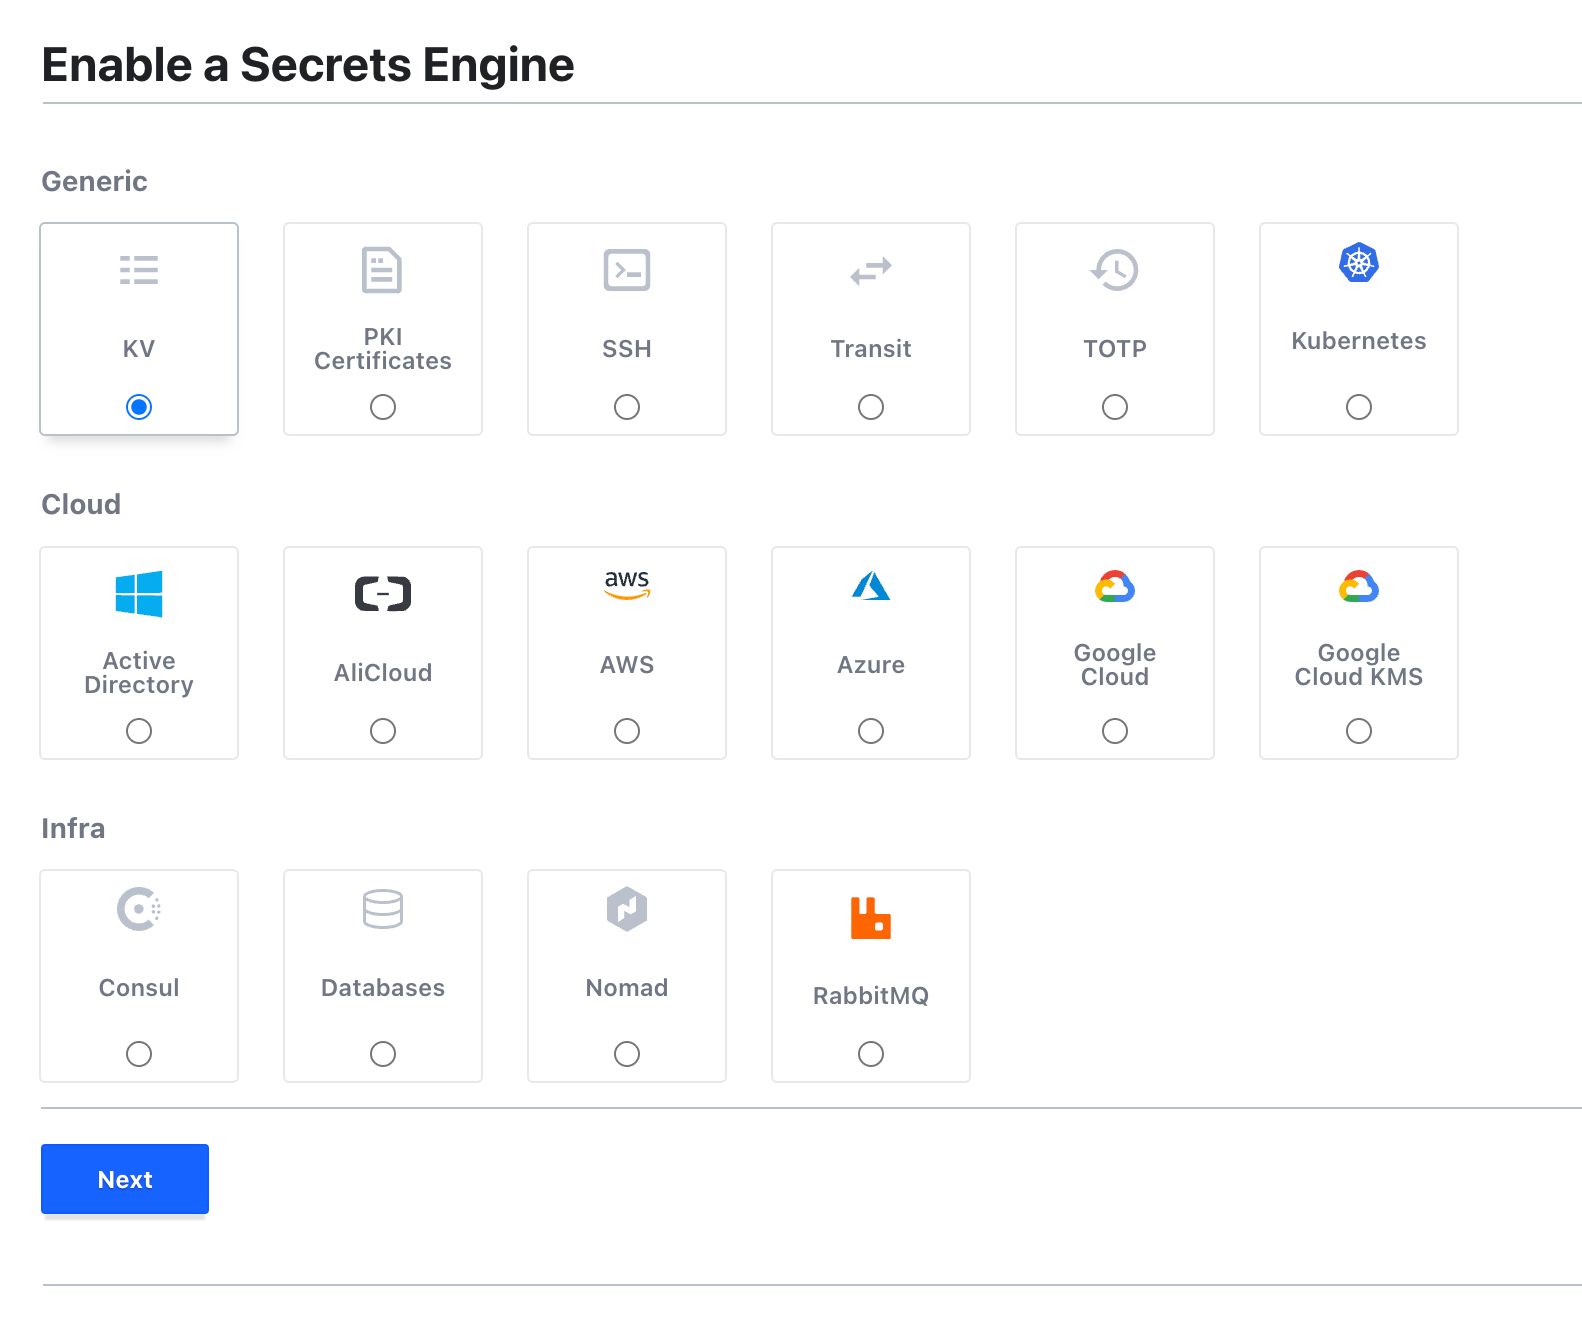 Enable a Secrets Engine
Generic
KV
PKI
Certificates
SSH
Transit
TOTP
Kubernetes
Cloud
Active
Directory
AliCloud
aws
AWS
Azure
Google
Cloud
Google
Cloud KMS
Infra
Consul
Databases
Nomad
RabbitMQ
Next